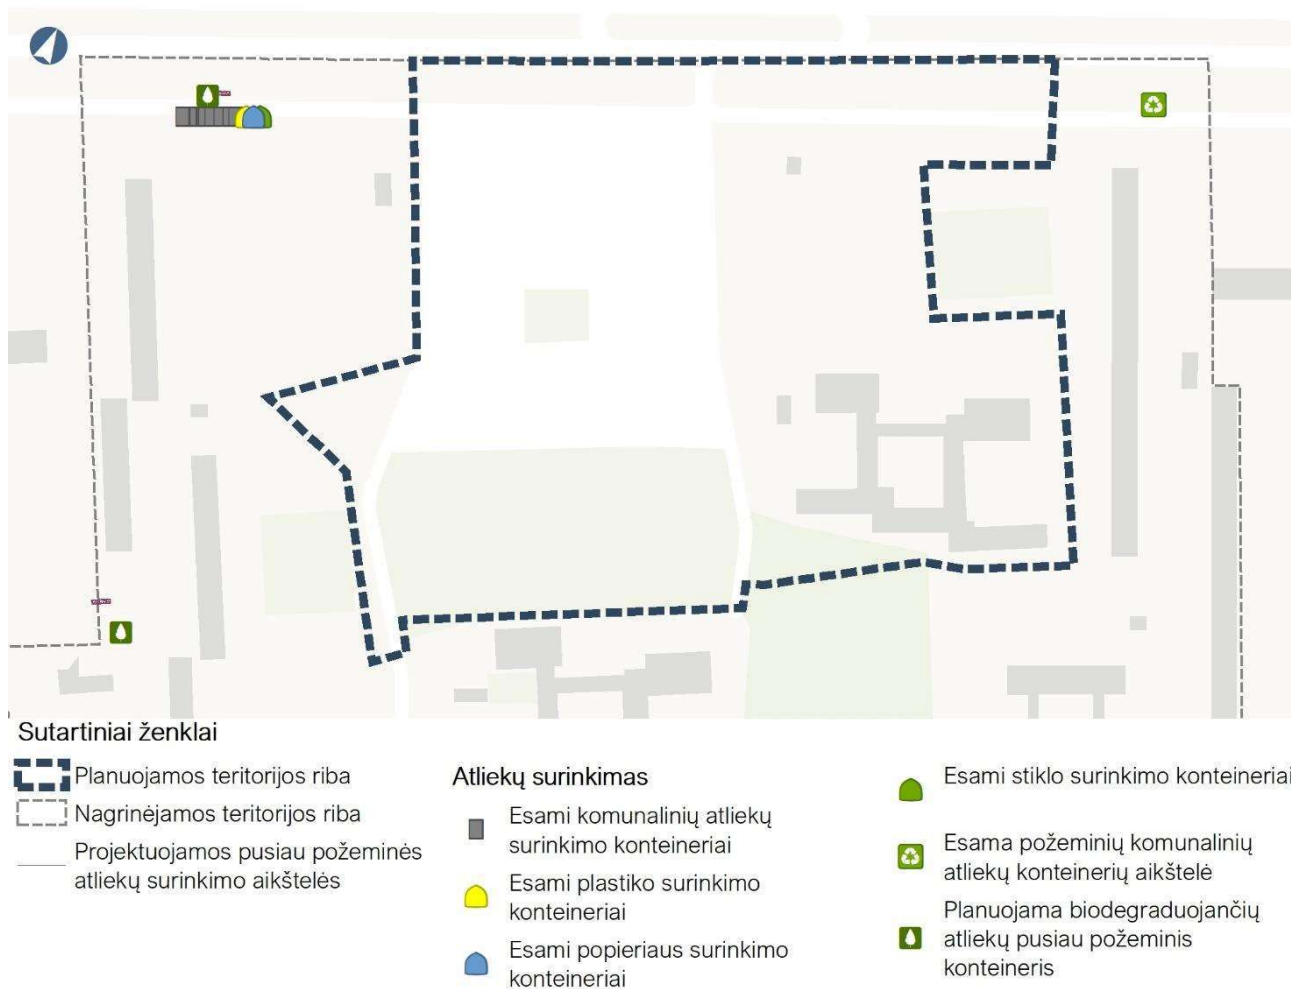 Sutartiniai ženklai
Planuojamos teritorijos riba
Nagrinėjamos teritorijos riba
Projektuojamos pusiau požeminės
atliekų surinkimo aikštelės
Atliekų surinkimas
Esami komunalinių atliekų
surinkimo konteineriai
Esami plastiko surinkimo
konteineriai
Esami popieriaus surinkimo
konteineriai
Esami stiklo surinkimo konteineriai
Esama požeminių komunalinių
atliekų konteinerių aikštelė
Planuojama biodegraduojančių
atliekų pusiau požeminis
konteineris